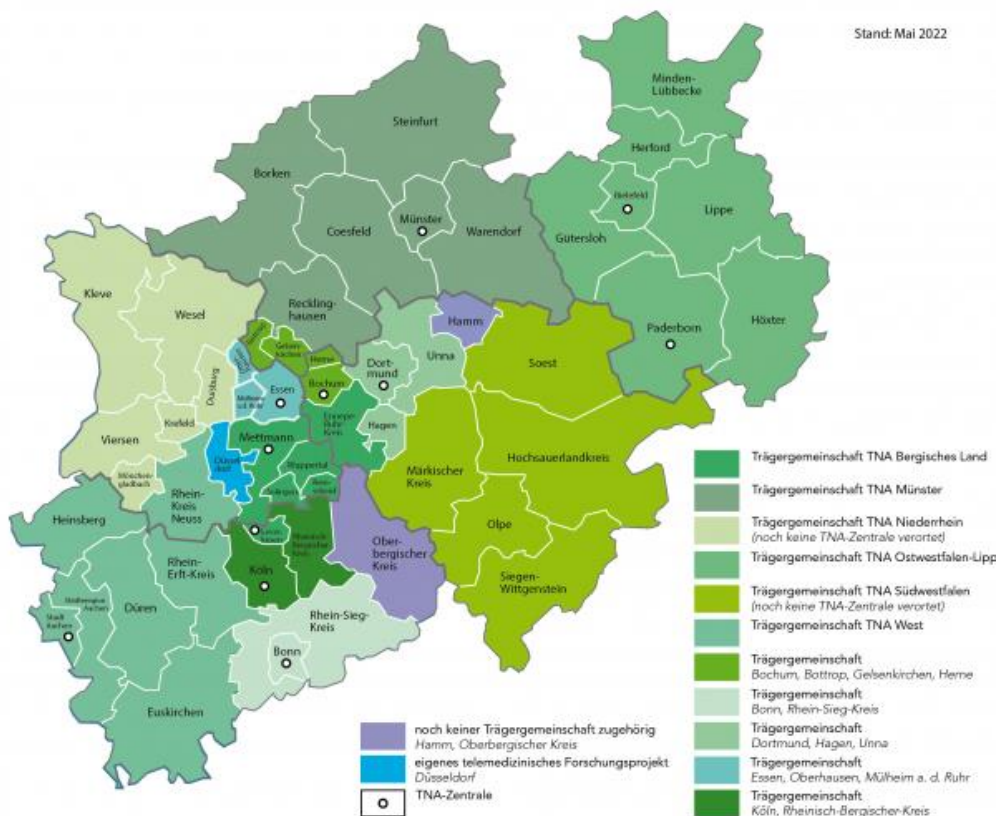 Stand: Mai 2022
Minden-
Lübbecke
Steinfurt
Herford
Borken
Bielefeld
Lippe
Münster
Coesfeld
Warendorf
Gütersloh
Kleve
Reckling-
hausen
Wesel
Hamm
Paderborn
Höxter
Bottrop
Gelsen-
kirchen
Herne
Dort-
mund
Unna
Soest
Duisburg
Essen
Bochum
Mülheim
a.d. Ruhr
Krefeld
Ennepe-
Ruhr-
Kreis
Hagen
Viersen
Mettmann
Märkischer
Kreis
Hochsauerlandkreis
Düssel-
dorf
Wuppertal
Mönchen-
gladbach
Rhein-
Kreis
Neuss
Solingen
Rem-
scheid
Heinsberg
Olpe
Lever-
kusen
Rheinisch-
Bergischer
Kreis
Ober-
bergischer
Kreis
Rhein-
Erft-Kreis
Köln
Siegen-
Wittgenstein
Städteregion
Aachen
Düren
Stadt
Aachen
Rhein-Sieg-
Kreis
Bonn
Euskirchen
Trägergemeinschaft TNA Bergisches Land
Trägergemeinschaft TNA Münster
Trägergemeinschaft TNA Niederrhein
(noch keine TNA-Zentrale verortet)
Trägergemeinschaft TNA Ostwestfalen-Lipp
Trägergemeinschaft TNA Südwestfalen
(noch keine TNA-Zentrale verortet)
Trägergemeinschaft TNA West
Trägergemeinschaft
Bochum, Bottrop, Gelsenkirchen, Herne
Trägergemeinschaft
Bonn, Rhein-Sieg-Kreis
Trägergemeinschaft
Dortmund, Hagen, Unna
Trägergemeinschaft
Essen, Oberhausen, Mülheim a. d. Ruhr
Trägergemeinschaft
Köln, Rheinisch-Bergischer-Kreis
noch keiner Trägergemeinschaft zugehörig
Hamm, Oberbergischer Kreis
eigenes telemedizinisches Forschungsprojekt
Düsseldorf
TNA-Zentrale